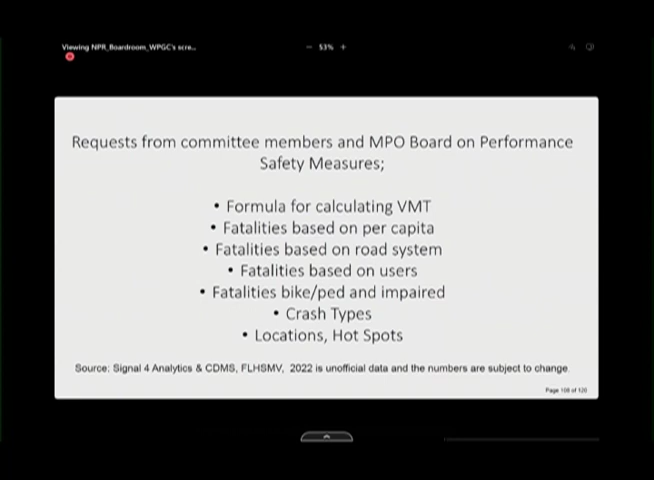 Viewing NPR_Boardroom_WPGC's scre...
— 53% +
Requests from committee members and MPO Board on Performance
Safety Measures;
• Formula for calculating VMT
• Fatalities based on per capita
• Fatalities based on road system
• Fatalities based on users
• Fatalities bike/ped and impaired
• Crash Types
• Locations, Hot Spots
Source: Signal 4 Analytics & CDMS, FLHSMV, 2022 is unofficial data and the numbers are subject to change.
Page 108 of 120